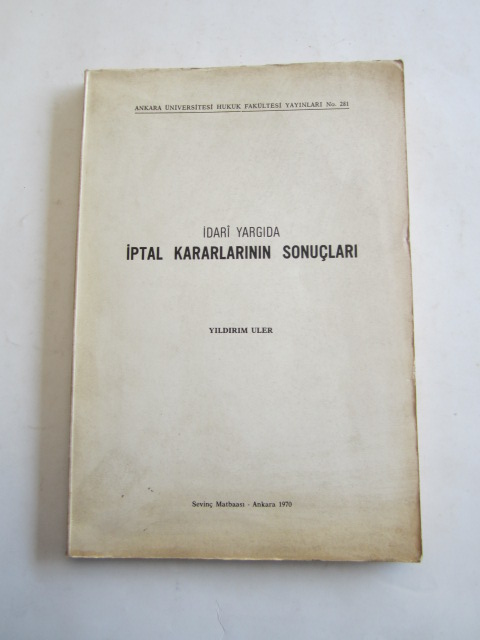 ANKARA ÜNİVERSİTESİ HUKUK FAKÜLTESİ YAYINLARI No. 281
İDARÎ YARGIDA
İPTAL KARARLARININ SONUÇLARI
YILDIRIM ULER
Sevinç Matbaası - Ankara 1970